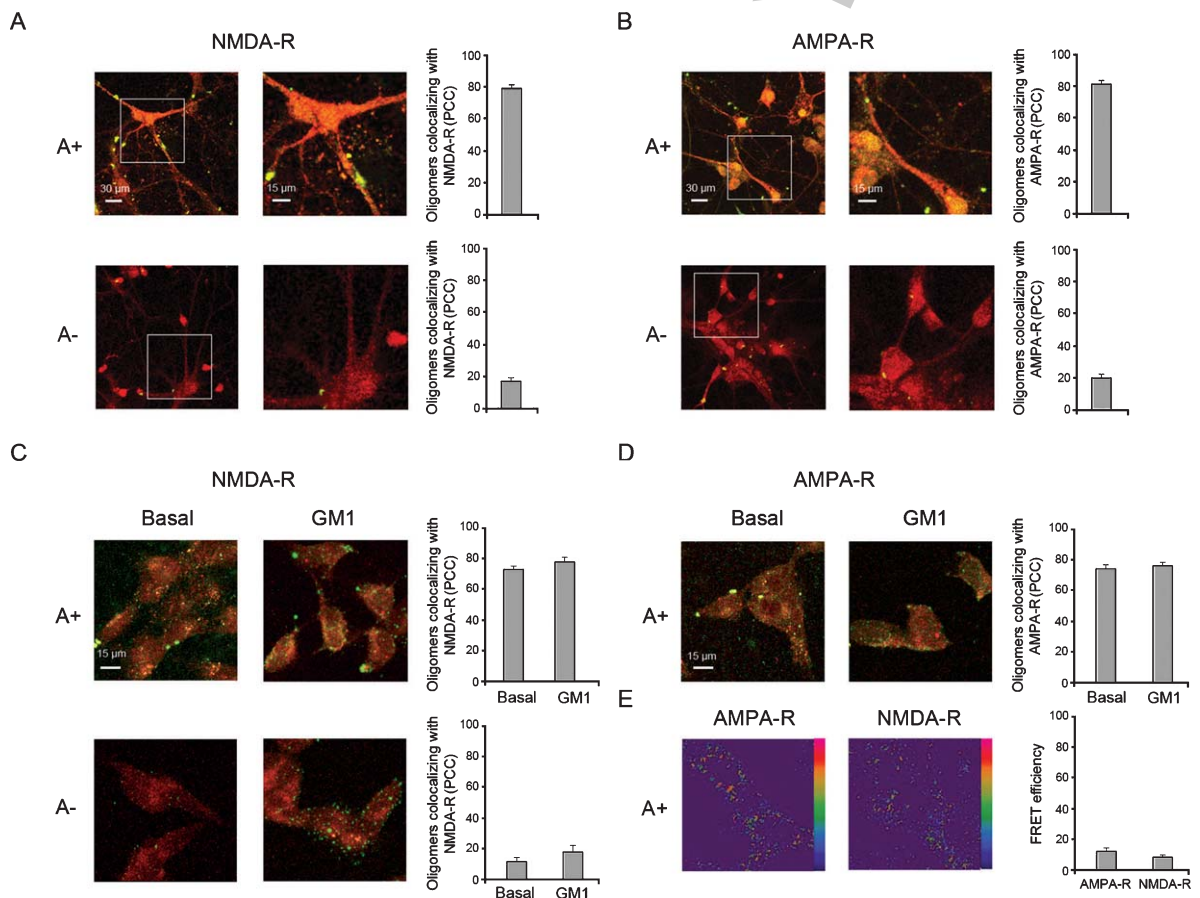 A
NMDA-R
A+
30 µm
15 µm
Oligomers colocalizing with
NMDA-R (PCC)
100
80
60
40
20
0
A-
Oligomers colocalizing with
NMDA-R (PCC)
100
80
60
40
20
0
B
AMPA-R
A+
30 µm
15 µm
Oligomers colocalizing with
AMPA-R (PCC)
100
80
60
40
20
0
A-
Oligomers colocalizing with
AMPA-R (PCC)
100
80
60
40
20
0
C
NMDA-R
Basal
GM1
A+
15 µm
Oligomers colocalizing with
NMDA-R (PCC)
100
80
60
40
20
0
Basal
GM1
A-
Oligomers colocalizing with
NMDA-R (PCC)
100
80
60
40
20
0
Basal
GM1
D
AMPA-R
Basal
GM1
A+
15 µm
Oligomers colocalizing with
AMPA-R (PCC)
100
80
60
40
20
0
Basal
GM1
E
AMPA-R
NMDA-R
A+
FRET efficiency
100
80
60
40
20
0
AMPA-R
NMDA-R